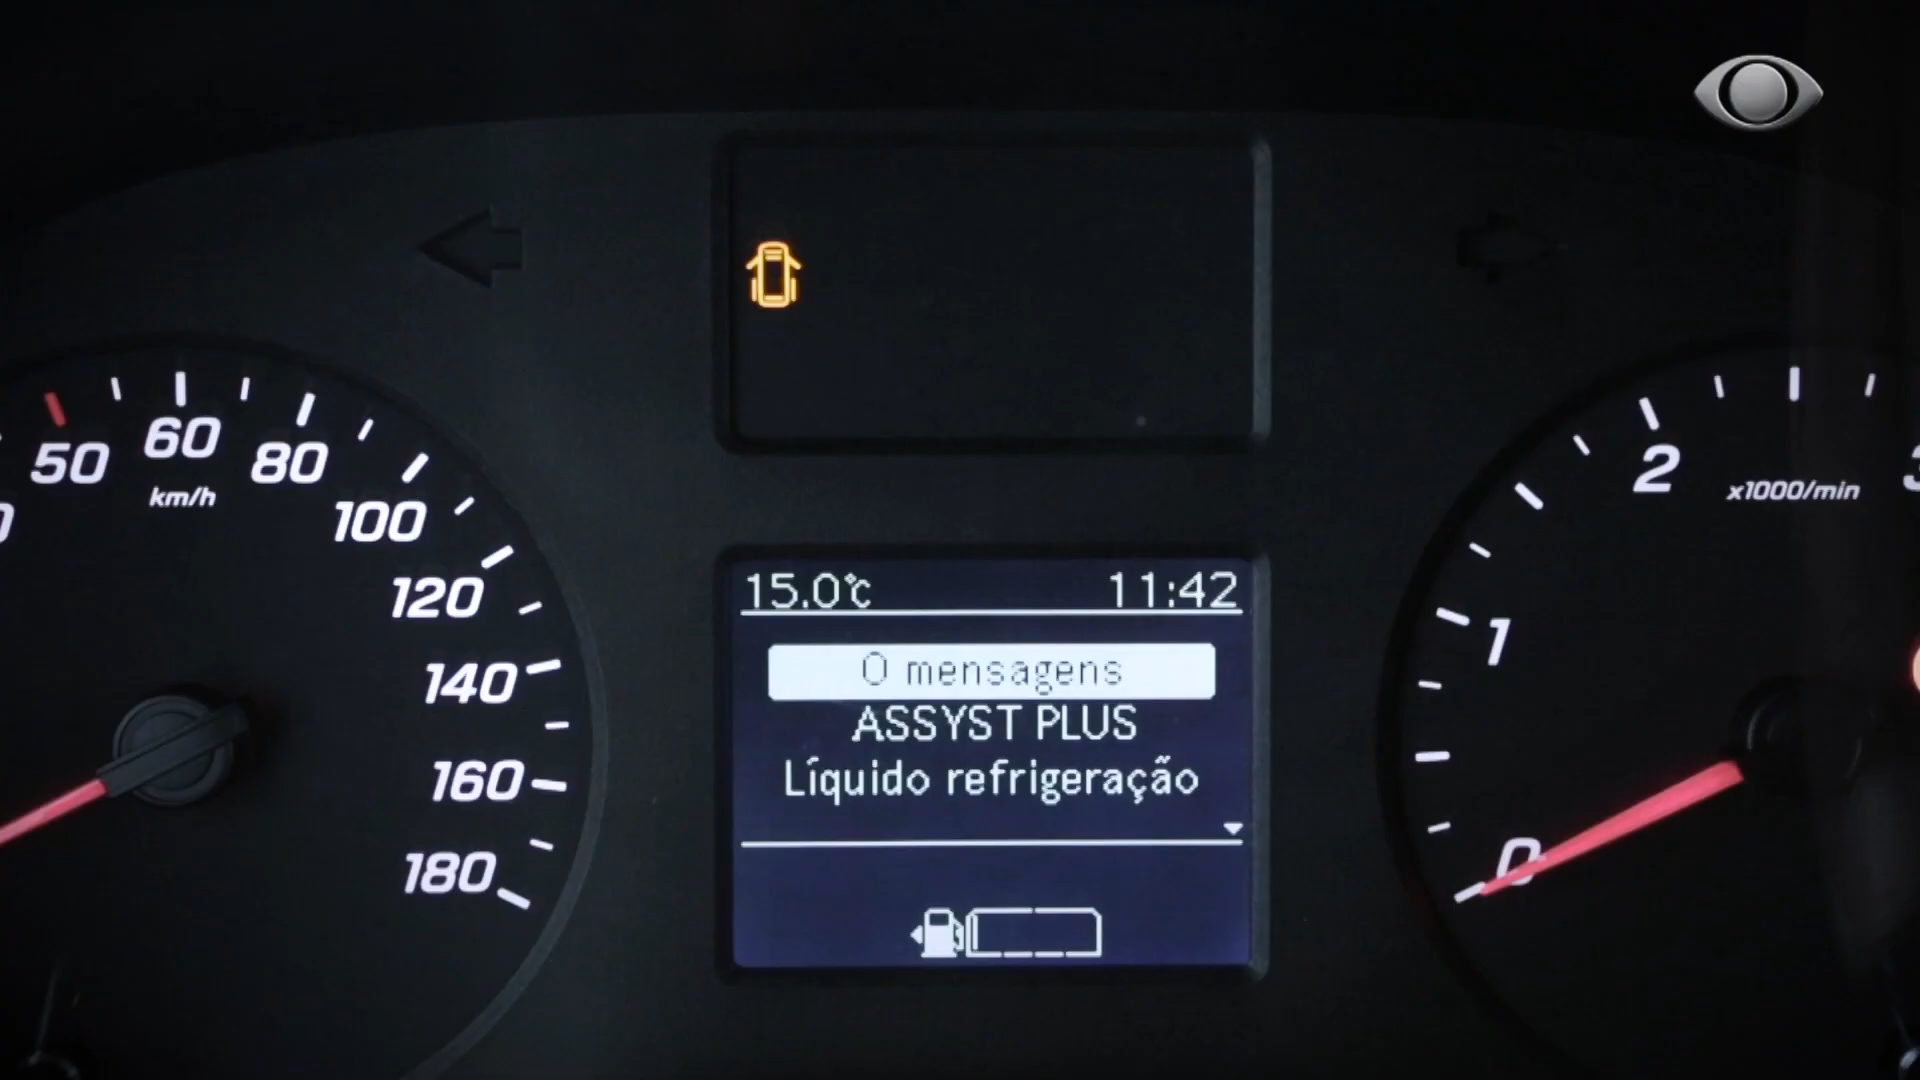 50
60
80
km/h
100
120
140
160
180
15.0°C 11:42
0 mensagens
ASSYST PLUS
Líquido refrigeração
0
1
2
x1000/min